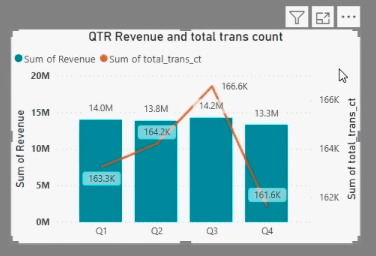 QTR Revenue and total trans count
Sum of Revenue Sum of total_trans_ct
20M
15M
10M
5M
0M
Sum of Revenue
14.0M
13.8M
14.2M
13.3M
163.3K
164.2K
166.6K
161.6K
166K
164K
162K
Sum of total_trans_ct
Q1 Q2 Q3 Q4